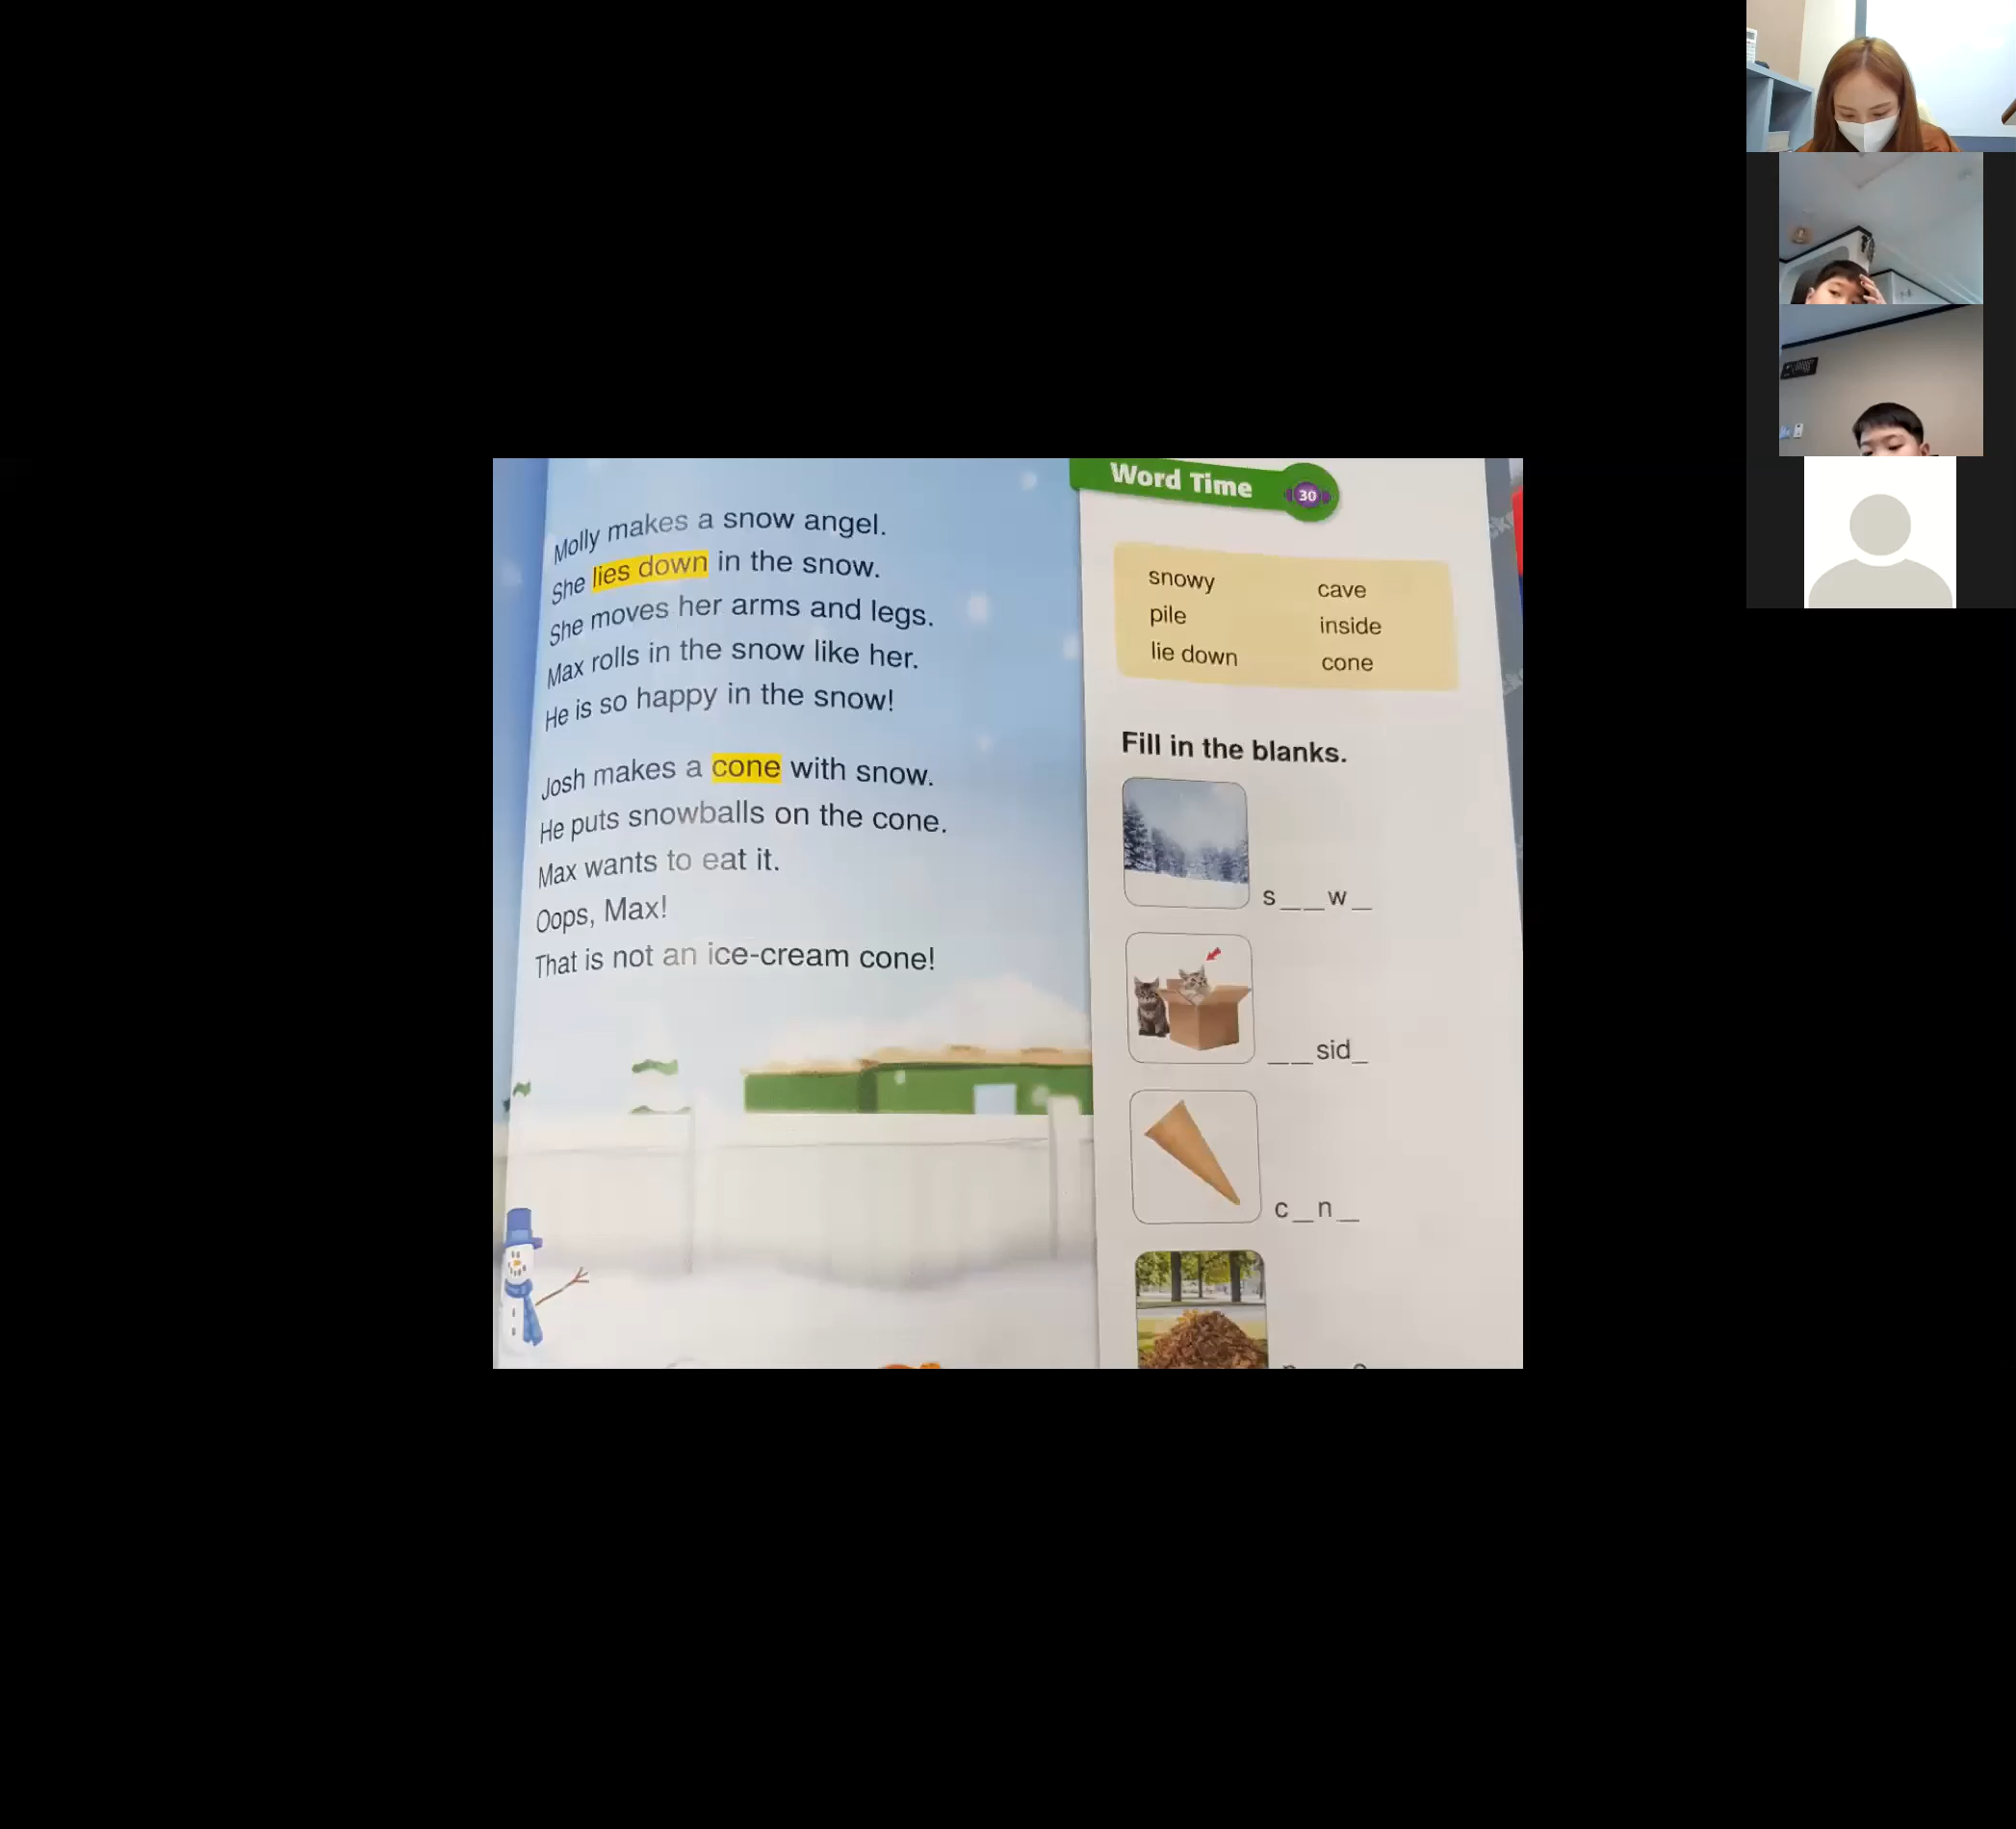 Molly makes a snow angel.
She lies down in the snow.
She moves her arms and legs.
Max rolls in the snow like her.
He is so happy in the snow!
Josh makes a cone with snow.
He puts snowballs on the cone.
Max wants to eat it.
Oops, Max!
That is not an ice-cream cone!
Word Time
30
snowy cave
pile inside
lie down cone
Fill in the blanks.
s__w_
__sid_
c_n_